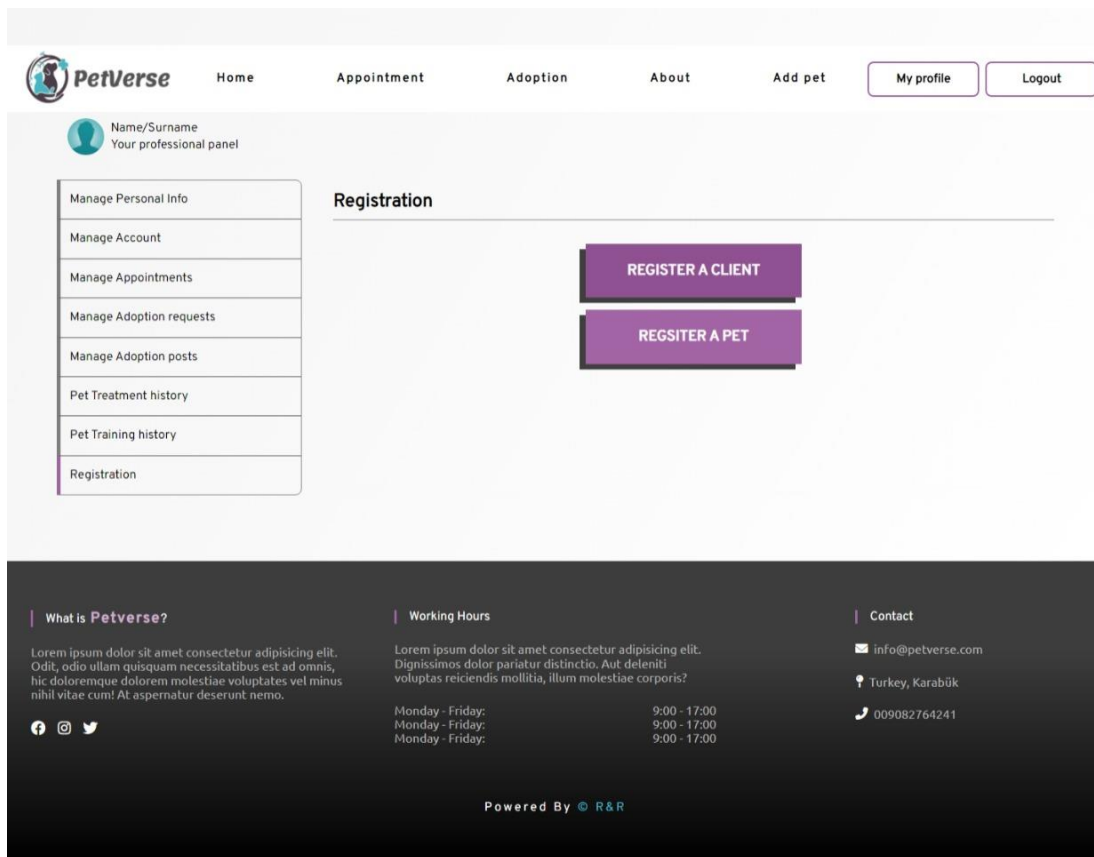 PetVerse
Home
Appointment
Adoption
About
Add pet
My profile
Logout
Name/Surname
Your professional panel
Manage Personal Info
Manage Account
Manage Appointments
Manage Adoption requests
Manage Adoption posts
Pet Treatment history
Pet Training history
Registration
Registration
REGISTER A CLIENT
REGSITER A PET
What is Petverse?
Lorem ipsum dolor sit amet consectetur adipisicing elit.
Odit, odio ullam quisquam necessitatibus est ad omnis,
hic doloremque dolorem molestiae voluptates vel minus
nihil vitae cum! At aspernatur deserunt nemo.
Working Hours
Lorem ipsum dolor sit amet consectetur adipisicing elit.
Dignissimos dolor pariatur distinctio. Aut deleniti
voluptas reiciendis mollitia, illum molestiae corporis?
Monday - Friday: 9:00 - 17:00
Monday - Friday: 9:00 - 17:00
Monday - Friday: 9:00 - 17:00
Contact
info@petverse.com
Turkey, Karabük
009082764241
Powered By © R&R